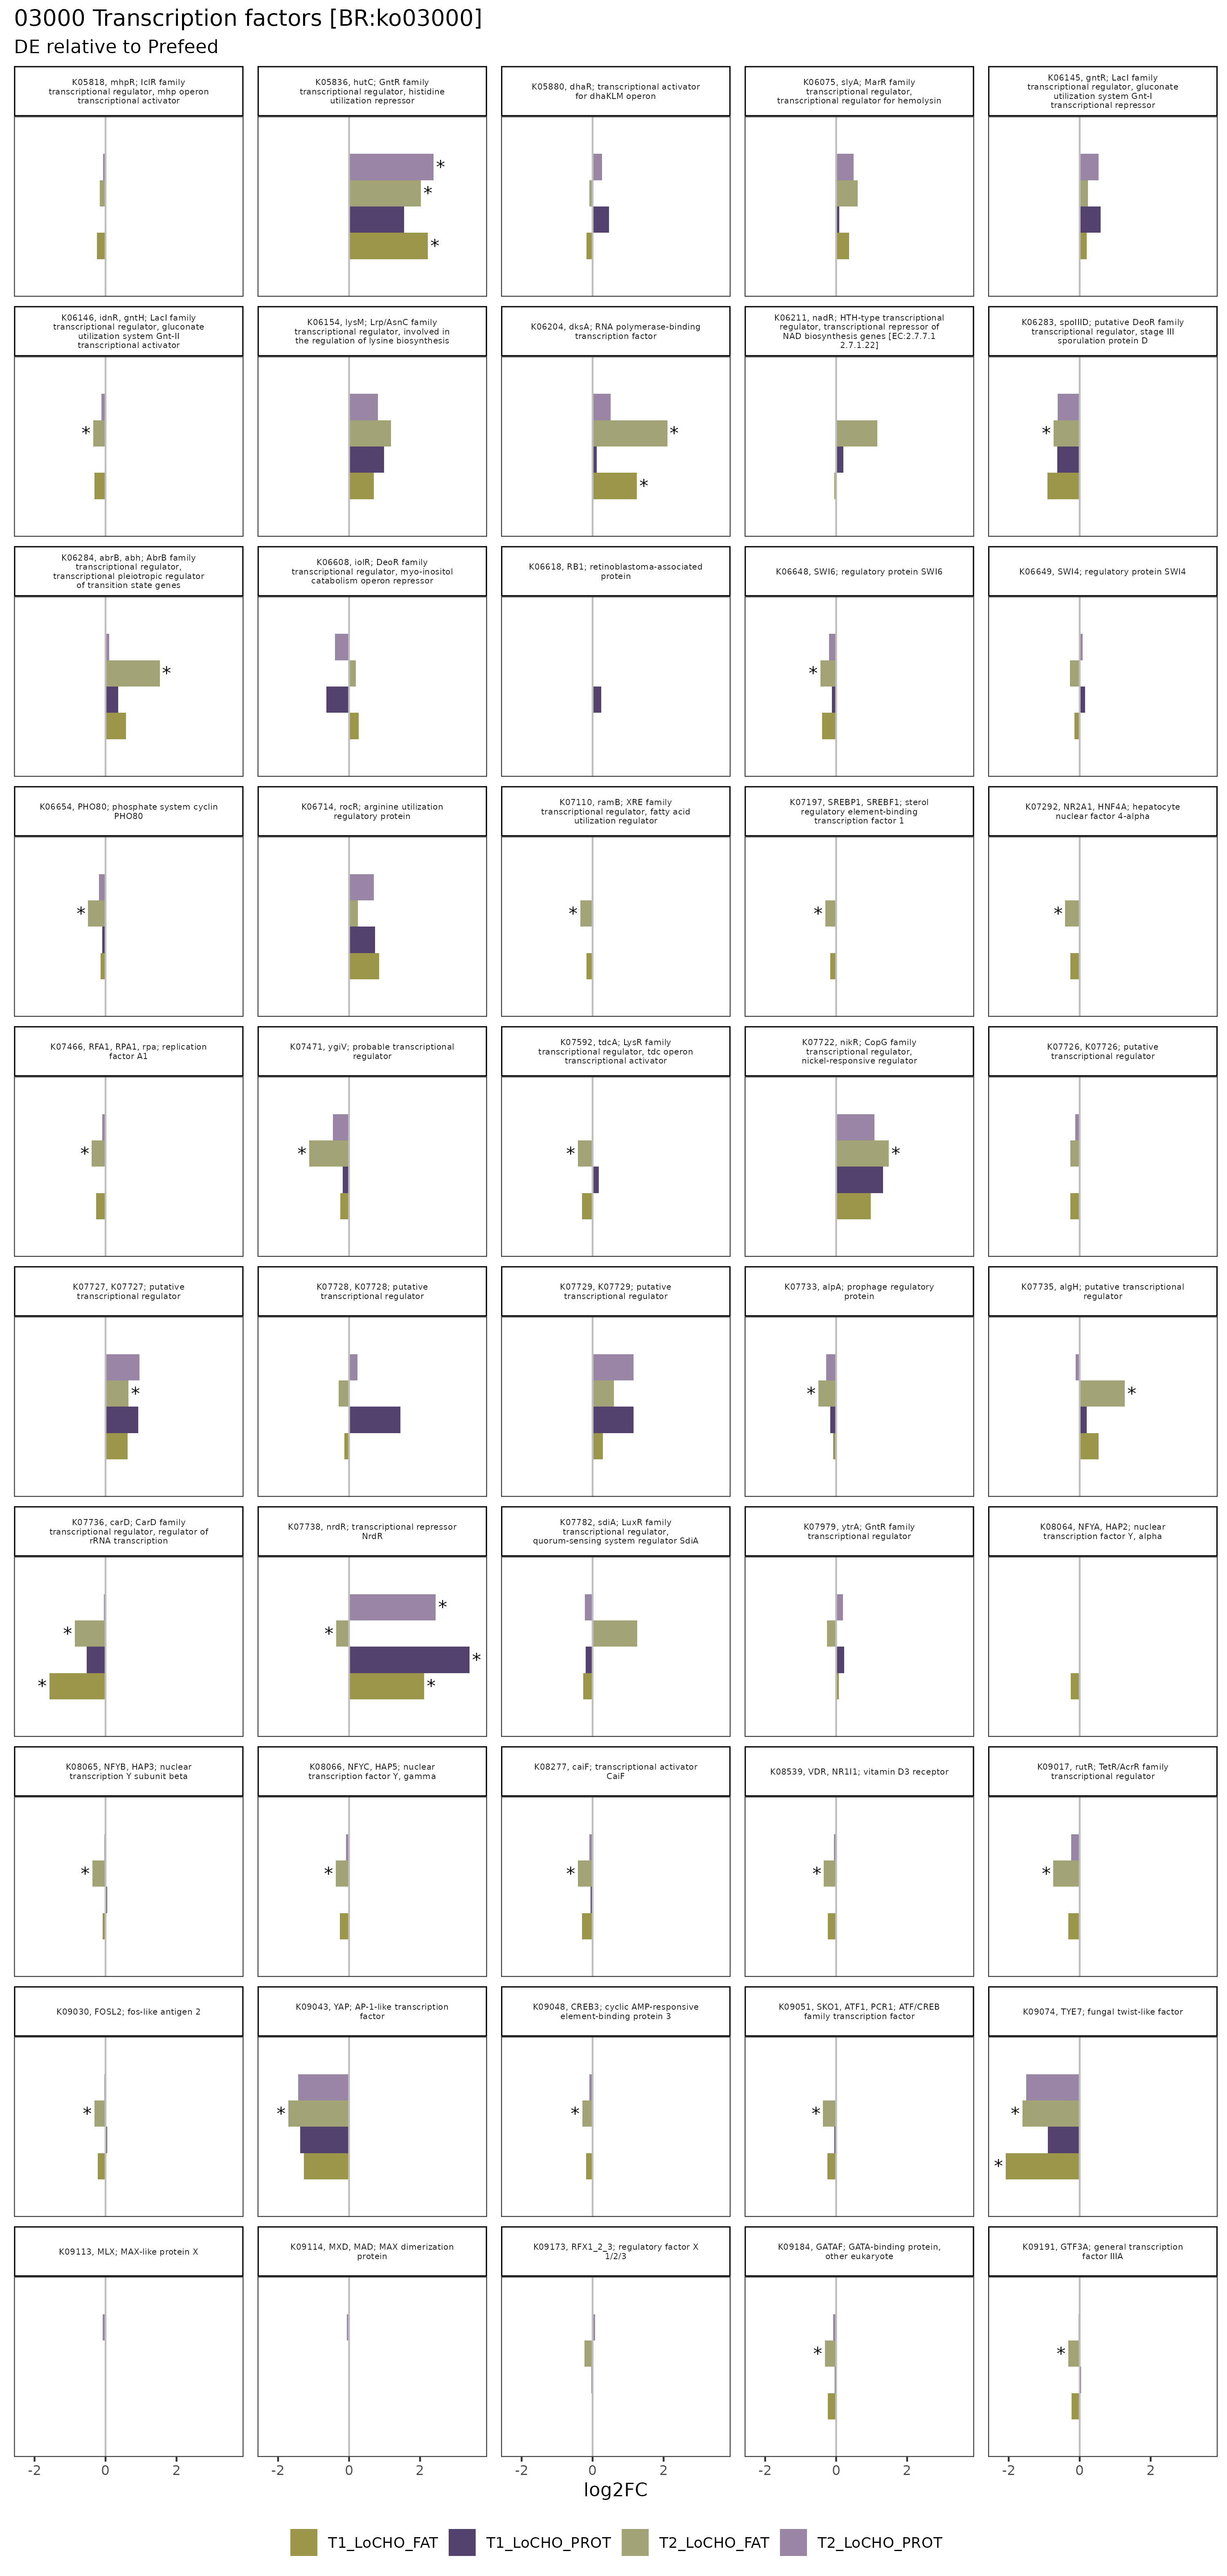 03000 Transcription factors [BR:ko03000]
DE relative to Prefeed
K05818, mhpR; IclR family
transcriptional regulator, mhp operon
transcriptional activator
K05836, hutC; GntR family
transcriptional regulator, histidine
utilization repressor
K05880, dhaR; transcriptional activator
for dhaKLM operon
K06075, slyA; MarR family
transcriptional regulator,
transcriptional regulator for hemolysin
K06145, gntR; LacI family
transcriptional regulator, gluconate
utilization system Gnt-I
transcriptional repressor
*
*
*
K06146, idnR, gntH; LacI family
transcriptional regulator, gluconate
utilization system Gnt-II
transcriptional activator
K06154, lysM; Lrp/AsnC family
transcriptional regulator, involved in
the regulation of lysine biosynthesis
K06204, dksA; RNA polymerase-binding
transcription factor
K06211, nadR; HTH-type transcriptional
regulator, transcriptional repressor of
NAD biosynthesis genes [EC:2.7.7.1
2.7.1.22]
K06283, spoIIID; putative DeoR family
transcriptional regulator, stage III
sporulation protein D
*
*
*
*
K06284, abrB, abh; AbrB family
transcriptional regulator,
transcriptional pleiotropic regulator
of transition state genes
K06608, iolR; DeoR family
transcriptional regulator, myo-inositol
catabolism operon repressor
K06618, RB1; retinoblastoma-associated
protein
K06648, SWI6; regulatory protein SWI6
K06649, SWI4; regulatory protein SWI4
*
*
K06654, PHO80; phosphate system cyclin
PHO80
K06714, rocR; arginine utilization
regulatory protein
K07110, ramB; XRE family
transcriptional regulator, fatty acid
utilization regulator
K07197, SREBP1, SREBF1; sterol
regulatory element-binding
transcription factor 1
K07292, NR2A1, HNF4A; hepatocyte
nuclear factor 4-alpha
*
*
*
*
K07466, RFA1, RPA1, rpa; replication
factor A1
K07471, ygiV; probable transcriptional
regulator
K07592, tdcA; LysR family
transcriptional regulator, tdc operon
transcriptional activator
K07722, nikR; CopG family
transcriptional regulator,
nickel-responsive regulator
K07726, K07726; putative
transcriptional regulator
*
*
*
*
K07727, K07727; putative
transcriptional regulator
K07728, K07728; putative
transcriptional regulator
K07729, K07729; putative
transcriptional regulator
K07733, alpA; prophage regulatory
protein
K07735, algH; putative transcriptional
regulator
*
*
*
K07736, carD; CarD family
transcriptional regulator, regulator of
rRNA transcription
K07738, nrdR; transcriptional repressor
NrdR
K07782, sdiA; LuxR family
transcriptional regulator,
quorum-sensing system regulator SdiA
K07979, ytrA; GntR family
transcriptional regulator
K08064, NFYA, HAP2; nuclear
transcription factor Y, alpha
*
*
*
*
*
*
K08065, NFYB, HAP3; nuclear
transcription Y subunit beta
K08066, NFYC, HAP5; nuclear
transcription factor Y, gamma
K08277, caiF; transcriptional activator
CaiF
K08539, VDR, NR1I1; vitamin D3 receptor
K09017, rutR; TetR/AcrR family
transcriptional regulator
*
*
*
*
*
K09030, FOSL2; fos-like antigen 2
K09043, YAP; AP-1-like transcription
factor
K09048, CREB3; cyclic AMP-responsive
element-binding protein 3
K09051, SKO1, ATF1, PCR1; ATF/CREB
family transcription factor
K09074, TYE7; fungal twist-like factor
*
*
*
*
*
*
K09113, MLX; MAX-like protein X
K09114, MXD, MAD; MAX dimerization
protein
K09173, RFX1_2_3; regulatory factor X
1/2/3
K09184, GATAF; GATA-binding protein,
other eukaryote
K09191, GTF3A; general transcription
factor IIIA
*
*
-2 0 2 -2 0 2 -2 0 2 -2 0 2 -2 0 2
log2FC
T1_LoCHO_FAT T1_LoCHO_PROT T2_LoCHO_FAT T2_LoCHO_PROT